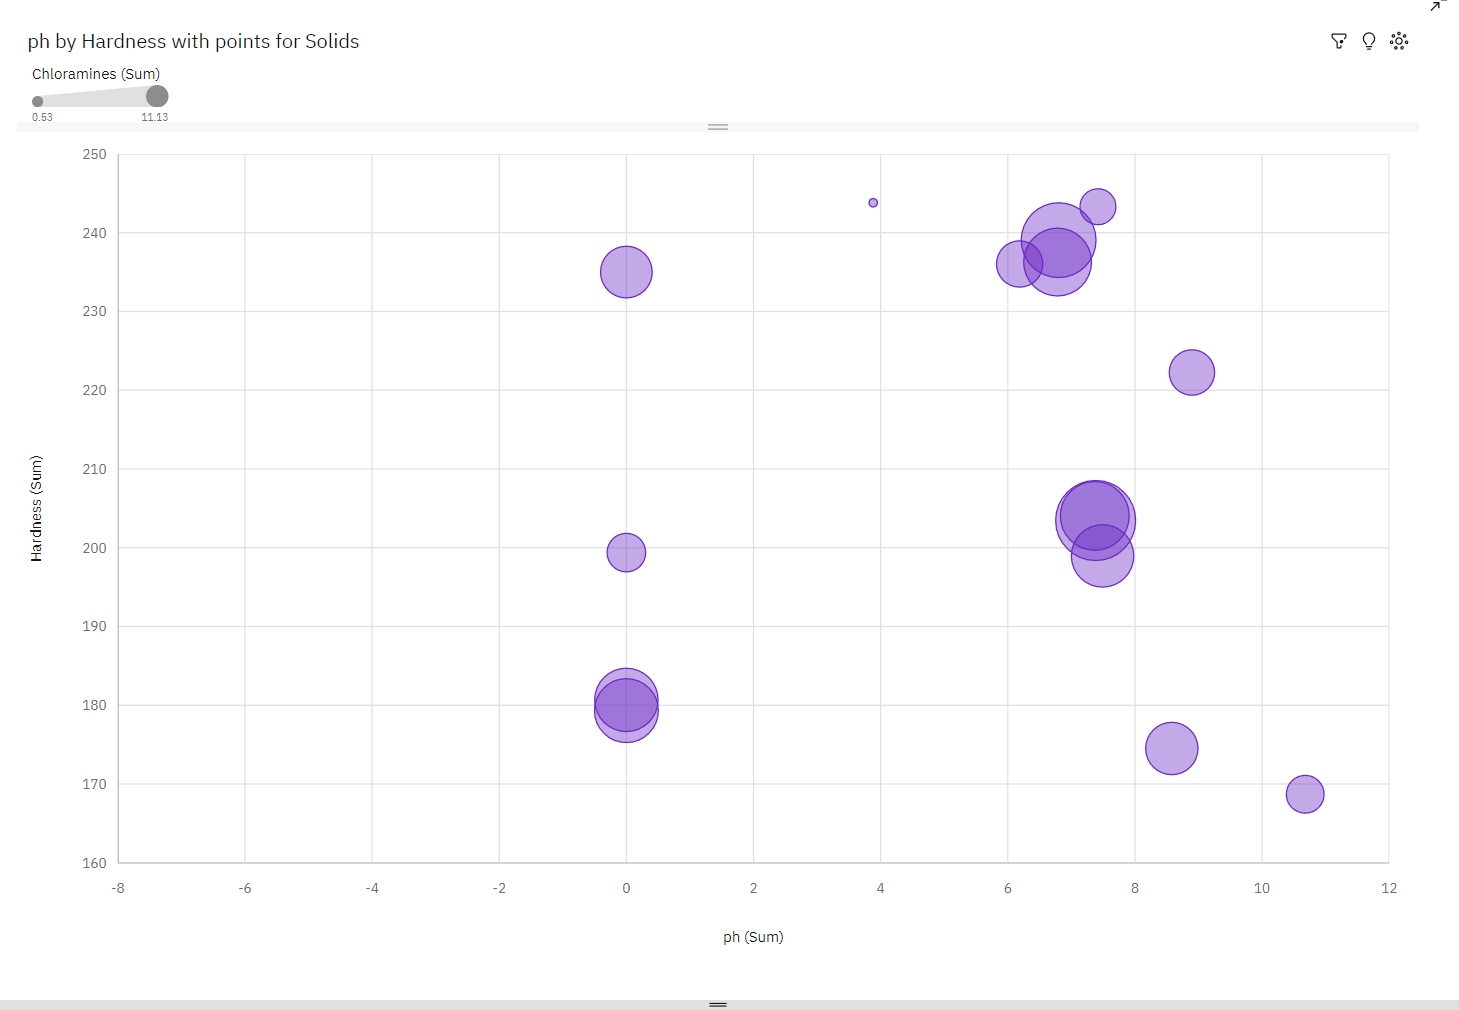 ph by Hardness with points for Solids
Chloramines (Sum)
0.53 11.13
250
240
230
220
210
200
190
180
170
160
Hardness (Sum)
-8 -6 -4 -2 0 2 4 6 8 10 12
ph (Sum)